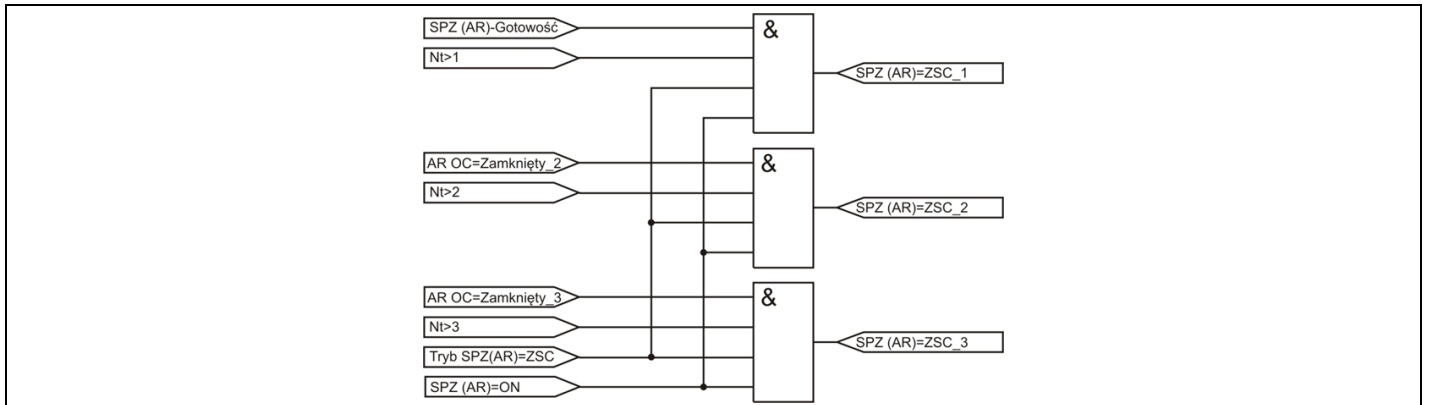 SPZ (AR)-Gotowość
&
Nt>1
SPZ (AR)=ZSC_1
AR OC=Zamknięty_2
&
Nt>2
SPZ (AR)=ZSC_2
AR OC=Zamknięty_3
&
Nt>3
SPZ (AR)=ZSC_3
Tryb SPZ(AR)=ZSC
SPZ (AR)=ON